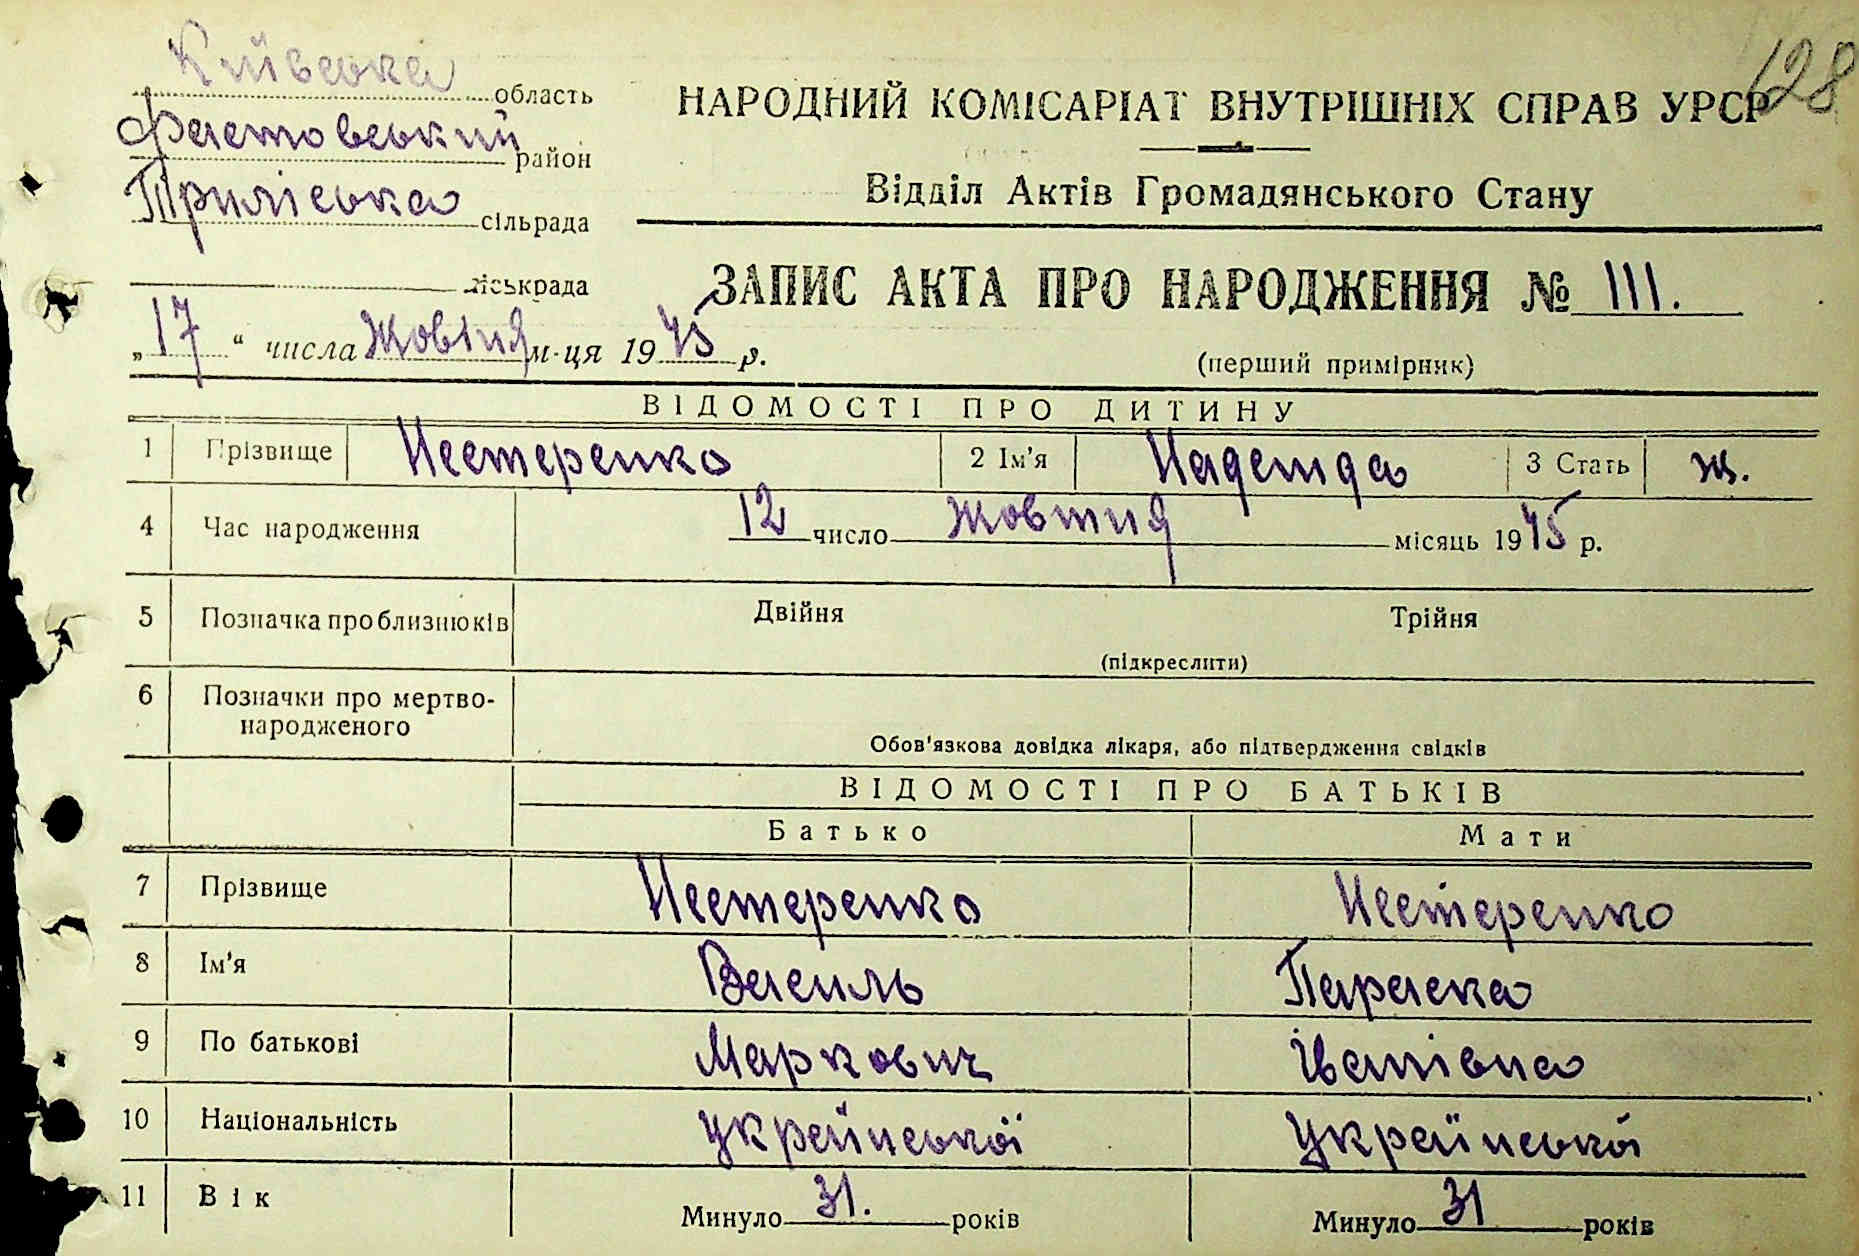 128
Київська область
Фастовський район
Приліська сільрада
міськрада
„17“ числа Жовтня м-ця 1945 р.
НАРОДНИЙ КОМІСАРІАТ ВНУТРІШНІХ СПРАВ УРСР
Відділ Актів Громадянського Стану
ЗАПИС АКТА ПРО НАРОДЖЕННЯ № 111.
(перший примірник)
ВІДОМОСТІ ПРО ДИТИНУ
1 Прізвище Нестеренко 2 Ім'я Надежда 3 Стать ж.
4 Час народження 12 число жовтня місяць 1945 р.
5 Позначка про близнюків Двійня Трійня
(підкреслити)
6 Позначки про мертво-
народженого
Обов'язкова довідка лікаря, або підтвердження свідків
ВІДОМОСТІ ПРО БАТЬКІВ
Батько Мати
7 Прізвище Нестеренко Нестеренко
8 Ім'я Василь Параска
9 По батькові Маркович Іванівна
10 Національність української української
11 Вік Минуло 31. років Минуло 31 років